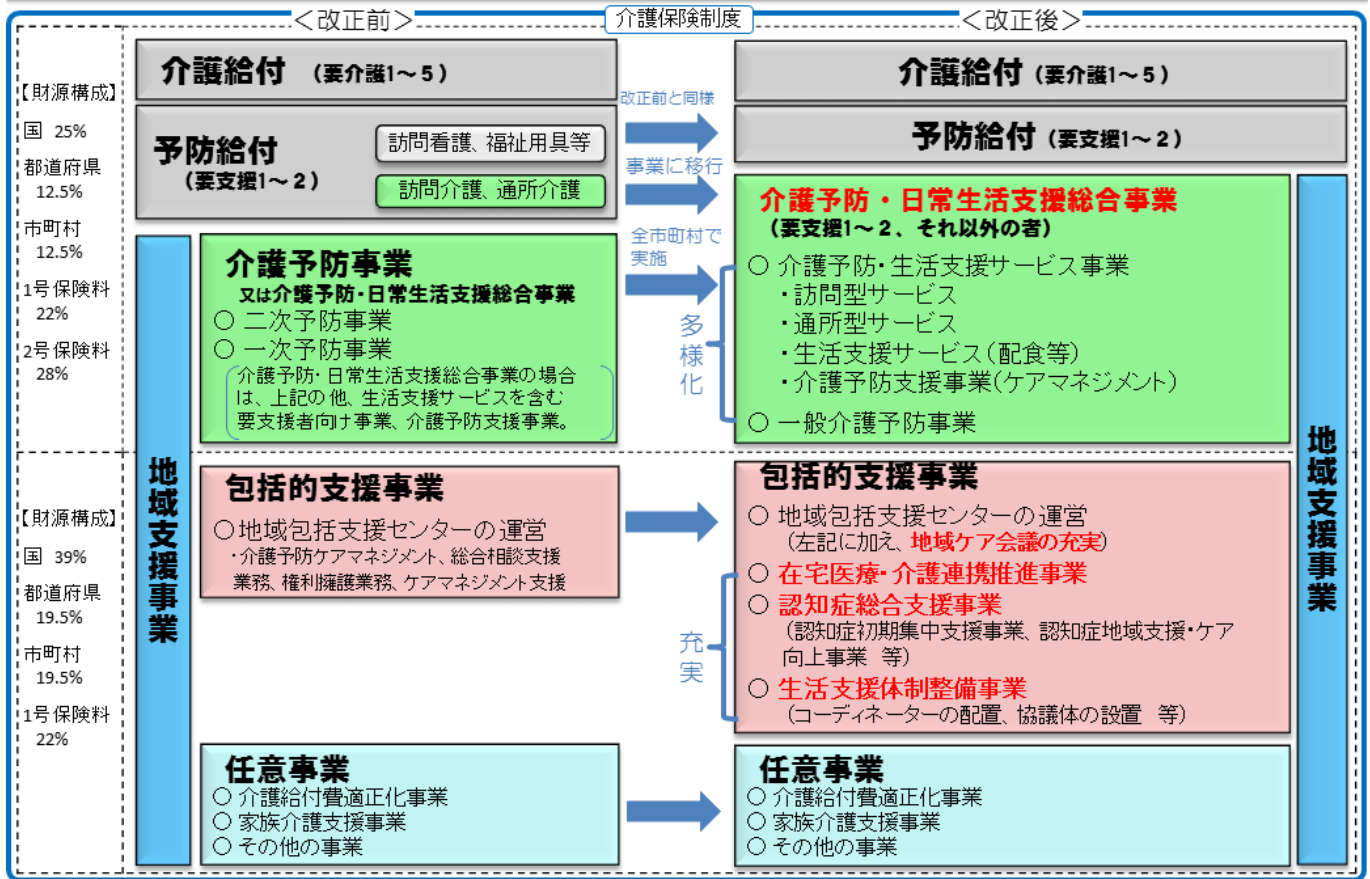 ＜改正前＞
介護保険制度
＜改正後＞
【財源構成】
国 25%
都道府県
12.5%
市町村
12.5%
1号保険料
22%
2号保険料
28%
介護給付 （要介護1～5）
予防給付
（要支援1～2）
訪問看護、福祉用具等
訪問介護、通所介護
改正前と同様
事業に移行
全市町村で
実施
多
様
化
介護給付（要介護1～5）
予防給付（要支援1～2）
介護予防事業
又は介護予防・日常生活支援総合事業
○ 二次予防事業
○ 一次予防事業
介護予防・日常生活支援総合事業の場合
は、上記の他、生活支援サービスを含む
要支援者向け事業、介護予防支援事業。
介護予防・日常生活支援総合事業
（要支援1～2、それ以外の者）
○ 介護予防・生活支援サービス事業
・訪問型サービス
・通所型サービス
・生活支援サービス（配食等）
・介護予防支援事業（ケアマネジメント）
○ 一般介護予防事業
【財源構成】
国 39%
都道府県
19.5%
市町村
19.5%
1号保険料
22%
地域支援事業
包括的支援事業
○地域包括支援センターの運営
・介護予防ケアマネジメント、総合相談支援
業務、権利擁護業務、ケアマネジメント支援
充
実
包括的支援事業
○ 地域包括支援センターの運営
（左記に加え、地域ケア会議の充実）
○ 在宅医療・介護連携推進事業
○ 認知症総合支援事業
（認知症初期集中支援事業、認知症地域支援・ケア
向上事業 等）
○ 生活支援体制整備事業
（コーディネーターの配置、協議体の設置 等）
地域支援事業
任意事業
○ 介護給付費適正化事業
○ 家族介護支援事業
○ その他の事業
任意事業
○ 介護給付費適正化事業
○ 家族介護支援事業
○ その他の事業